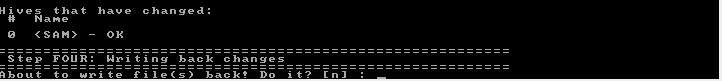 Hives that have changed:
#  Name
0  <SAM> - OK
=========================================================
Step FOUR: Writing back changes
=========================================================
About to write file(s) back! Do it? [n] : _